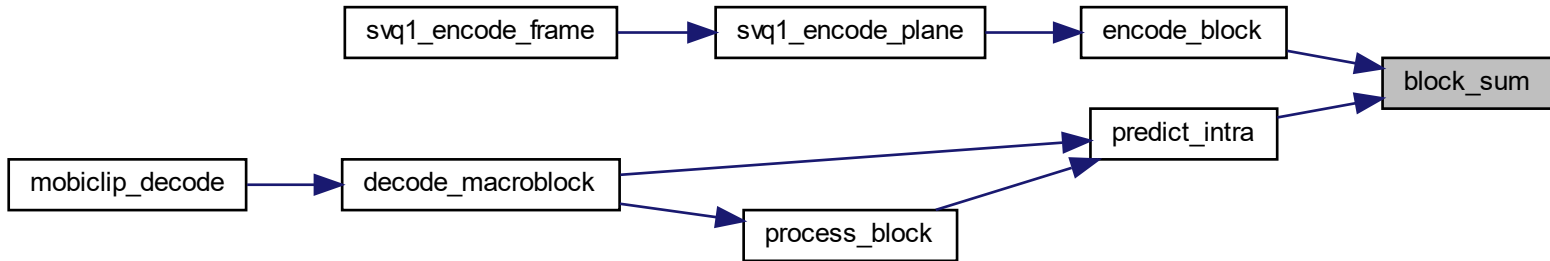 svq1_encode_frame
svq1_encode_plane
encode_block
block_sum
predict_intra
mobiclip_decode
decode_macroblock
process_block